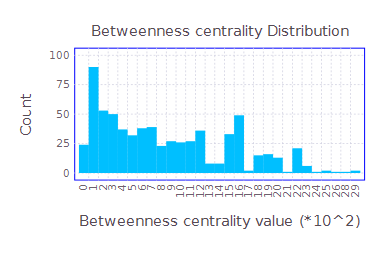 Betweenness centrality Distribution
100
75
50
25
0
Count
0 1 2 3 4 5 6 7 8 9 10 11 12 13 14 15 16 17 18 19 20 21 22 23 24 25 26 28 29
Betweenness centrality value (*10^2)